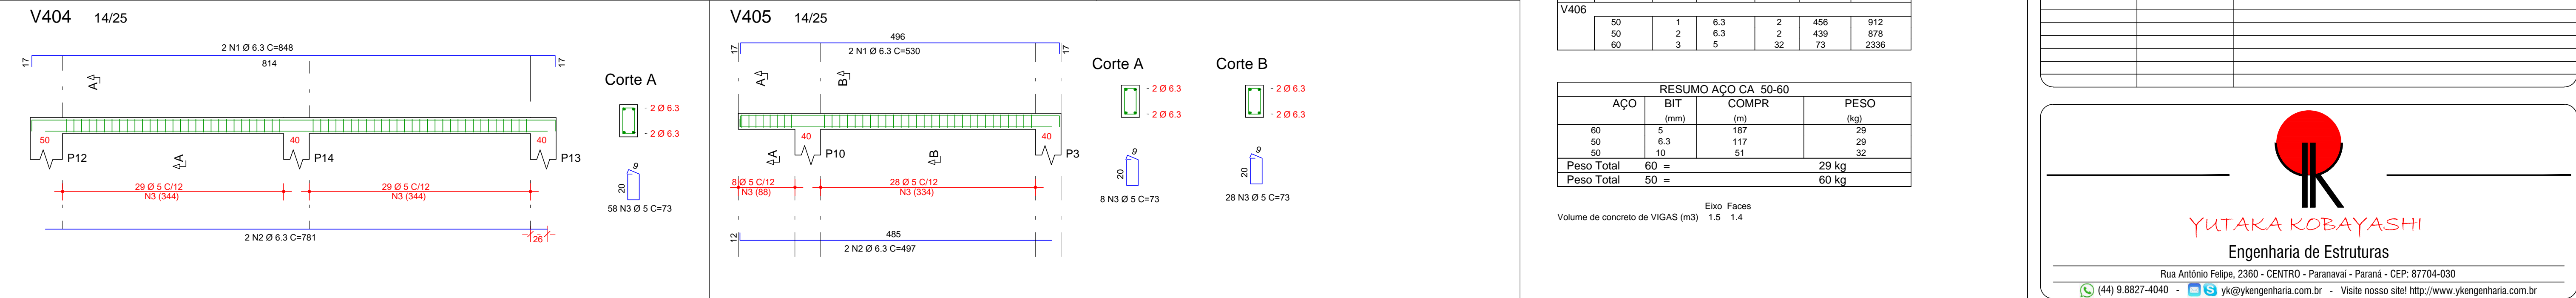 V404 14/25
2 N1 Ø 6.3 C=848
814
17
17
A
50
40
40
P12
P14
P13
A
29 Ø 5 C/12
N3 (344)
29 Ø 5 C/12
N3 (344)
2 N2 Ø 6.3 C=781
26
Corte A
2 Ø 6.3
2 Ø 6.3
9
20
58 N3 Ø 5 C=73
V405 14/25
496
2 N1 Ø 6.3 C=530
17
17
A
B
40
40
P10
P3
A
B
8 Ø 5 C/12
N3 (88)
28 Ø 5 C/12
N3 (334)
485
12
2 N2 Ø 6.3 C=497
Corte A
2 Ø 6.3
2 Ø 6.3
9
20
8 N3 Ø 5 C=73
Corte B
2 Ø 6.3
2 Ø 6.3
9
20
28 N3 Ø 5 C=73
V406
50 1 6.3 2 456 912
50 2 6.3 2 439 878
60 3 5 32 73 2336
RESUMO AÇO CA 50-60
AÇO BIT COMPR PESO
(mm) (m) (kg)
60 5 187 29
50 6.3 117 29
50 10 51 32
Peso Total 60 = 29 kg
Peso Total 50 = 60 kg
Eixo Faces
Volume de concreto de VIGAS (m3) 1.5 1.4
YUTAKA KOBAYASHI
Engenharia de Estruturas
Rua Antônio Felipe, 2360 - CENTRO - Paranavaí - Paraná - CEP: 87704-030
(44) 9.8827-4040 - yk@ykengenharia.com.br - Visite nosso site! http://www.ykengenharia.com.br